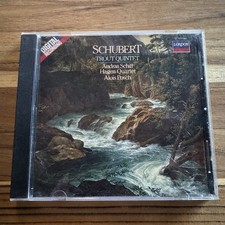 SCHUBERT
TROUT QUINTET
András Schiff
Hagen Quartet
Alois Posch
DIGITAL
LONDON